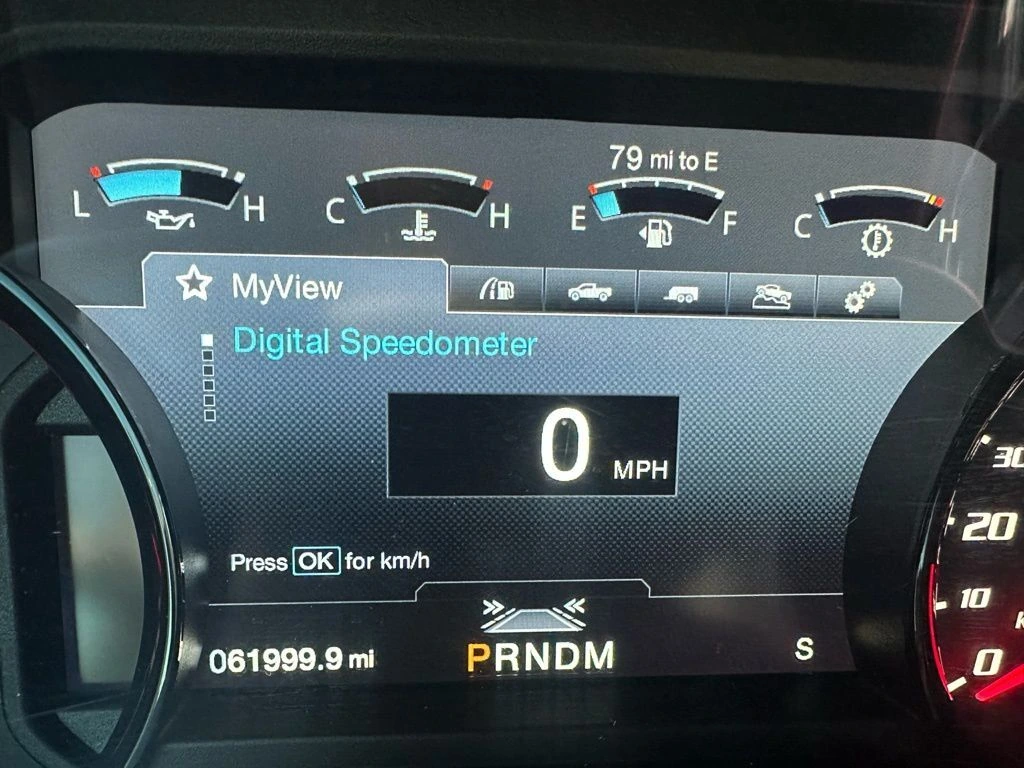 79 mi to E
L H C H E F C H
E
MyView
Digital Speedometer
0 MPH
Press OK for km/h
30
20
10
0
061999.9 mi PRNDM S